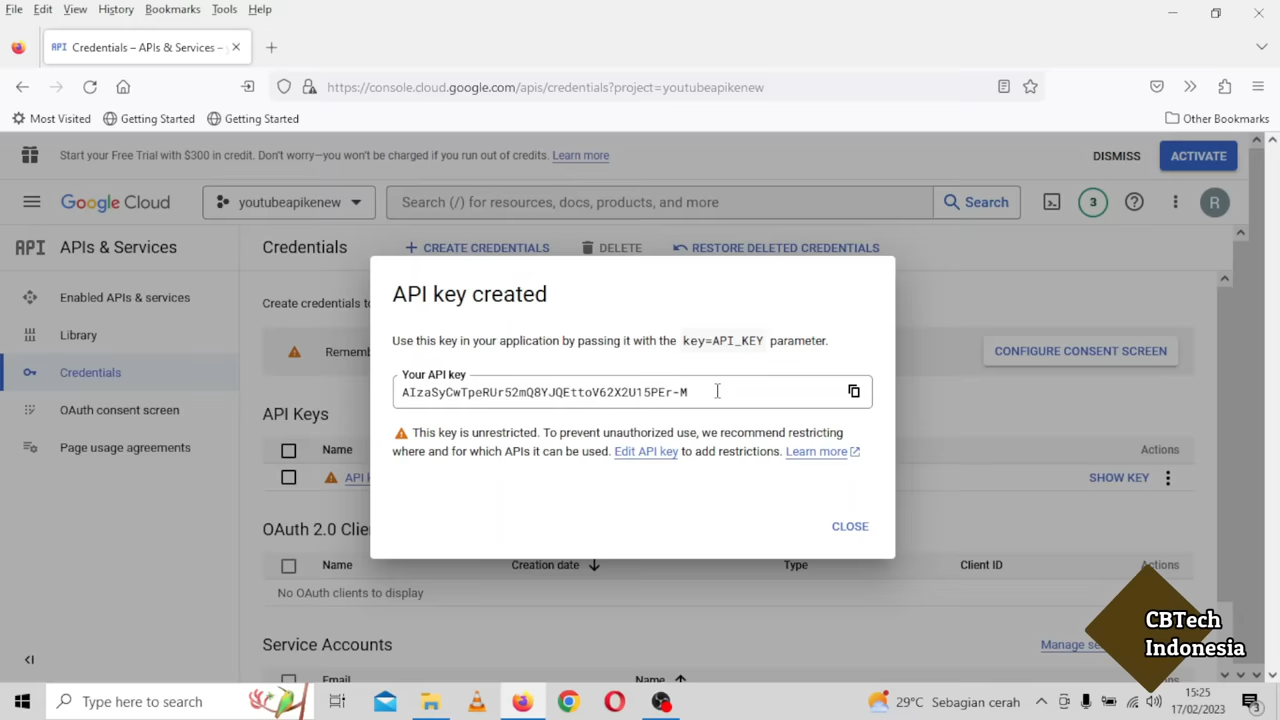 File Edit View History Bookmarks Tools Help
API Credentials – APIs & Services –
https://console.cloud.google.com/apis/credentials?project=youtubeapikenew
Most Visited Getting Started Getting Started Other Bookmarks
Start your Free Trial with $300 in credit. Don't worry—you won't be charged if you run out of credits. Learn more DISMISS ACTIVATE
Google Cloud youtubeapikenew Search (/) for resources, docs, products, and more Search 3 R
API APIs & Services Credentials + CREATE CREDENTIALS DELETE RESTORE DELETED CREDENTIALS
Enabled APIs & services
Library
Credentials
OAuth consent screen
Page usage agreements
Create credentials
CONFIGURE CONSENT SCREEN
API Keys
Name Actions
API SHOW KEY
OAuth 2.0
Name Creation date Type Client ID Actions
No OAuth clients to display
Service Accounts
Email Name
API key created
Use this key in your application by passing it with the key=API_KEY parameter.
Your API key
AIzaSyCwTpeRUr52mQ8YJQEttoV62X2U15PEr-M
This key is unrestricted. To prevent unauthorized use, we recommend restricting
where and for which APIs it can be used. Edit API key to add restrictions. Learn more
CLOSE
CBTech
Indonesia
Type here to search 29°C Sebagian cerah 15:25
17/02/2023 3